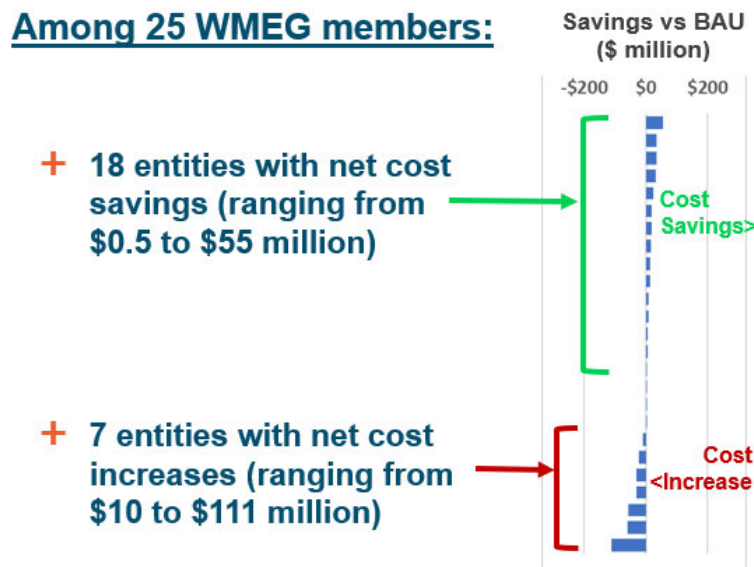 Among 25 WMEG members:
+ 18 entities with net cost
savings (ranging from
$0.5 to $55 million)
+ 7 entities with net cost
increases (ranging from
$10 to $111 million)
Savings vs BAU
($ million)
-$200 $0 $200
Cost
Savings>
Cost
<Increase